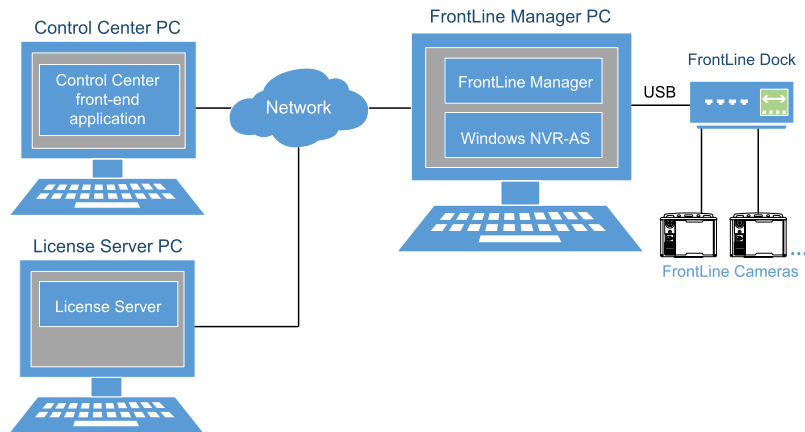 Control Center PC
Control Center
front-end
application
Network
FrontLine Manager PC
FrontLine Manager
Windows NVR-AS
USB
FrontLine Dock
FrontLine Cameras
...
License Server PC
License Server